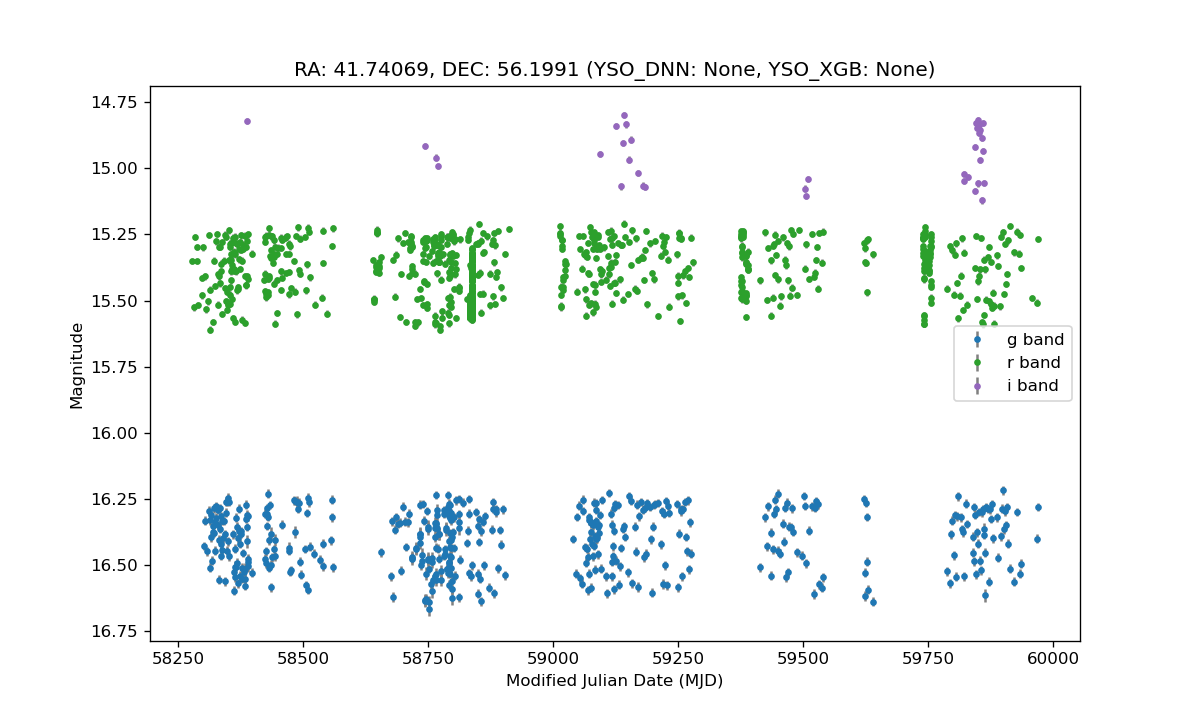 RA: 41.74069, DEC: 56.1991 (YSO_DNN: None, YSO_XGB: None)
14.75
15.00
15.25
15.50
15.75
16.00
16.25
16.50
16.75
Magnitude
g band
r band
i band
58250
58500
58750
59000
59250
59500
59750
60000
Modified Julian Date (MJD)